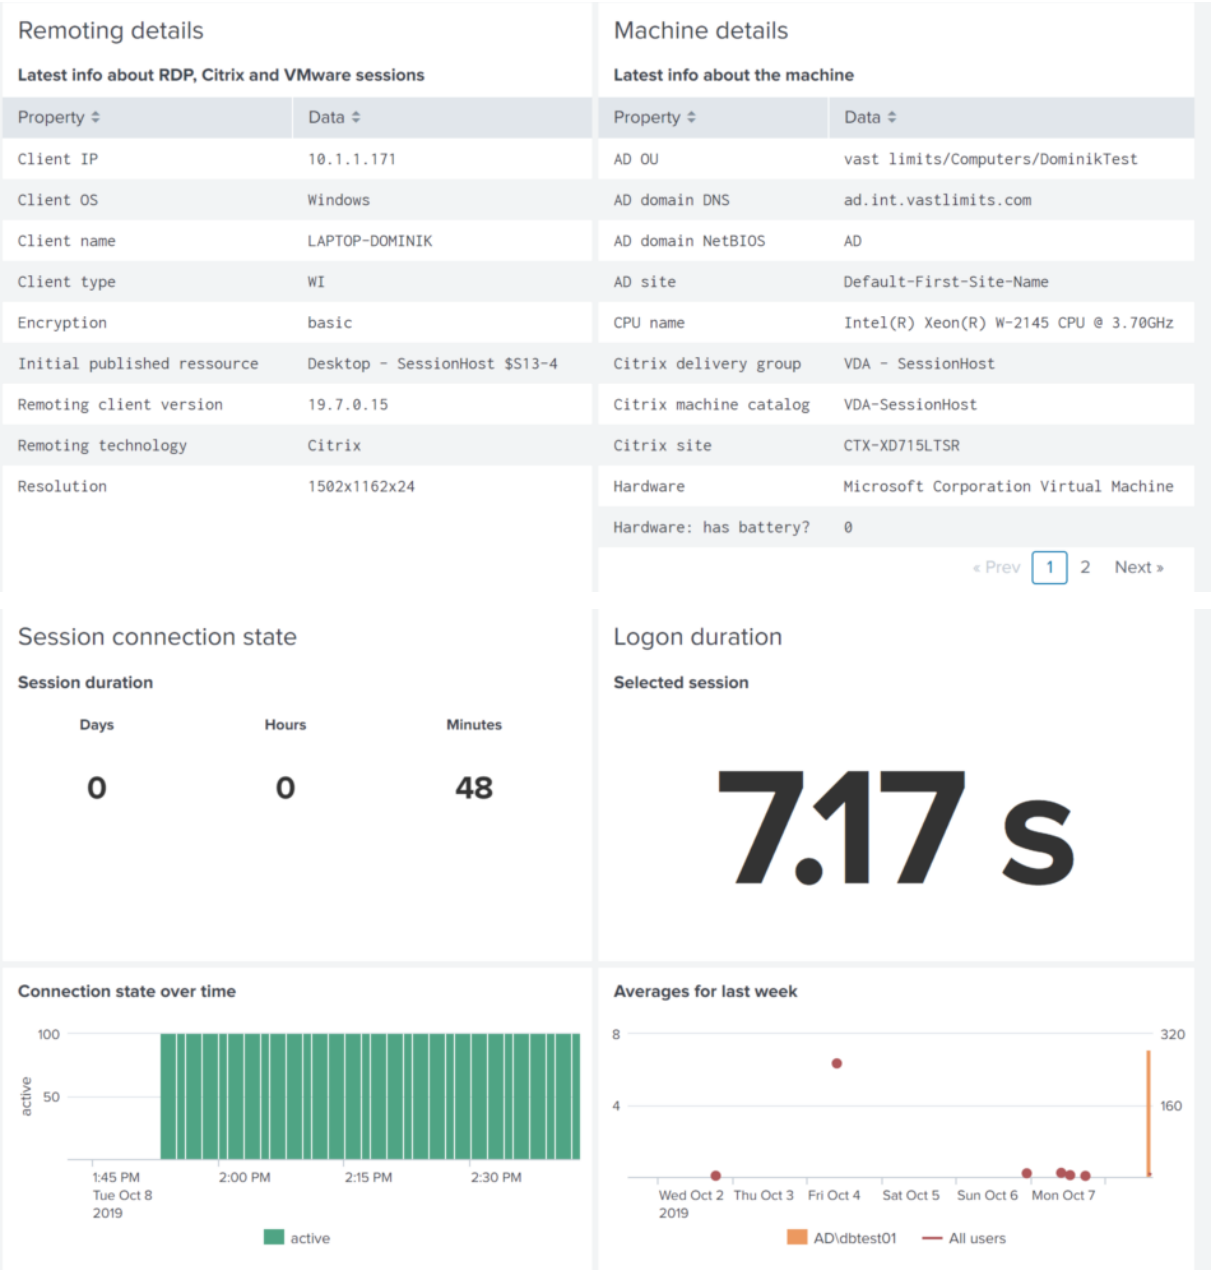 Remoting details
Latest info about RDP, Citrix and VMware sessions
Property Data
Client IP 10.1.1.171
Client OS Windows
Client name LAPTOP-DOMINIK
Client type WI
Encryption basic
Initial published ressource Desktop - SessionHost $S13-4
Remoting client version 19.7.0.15
Remoting technology Citrix
Resolution 1502x1162x24
Machine details
Latest info about the machine
Property Data
AD OU vast limits/Computers/DominikTest
AD domain DNS ad.int.vastlimits.com
AD domain NetBIOS AD
AD site Default-First-Site-Name
CPU name Intel(R) Xeon(R) W-2145 CPU @ 3.70GHz
Citrix delivery group VDA - SessionHost
Citrix machine catalog VDA-SessionHost
Citrix site CTX-XD715LTSR
Hardware Microsoft Corporation Virtual Machine
Hardware: has battery? 0
« Prev 1 2 Next »
Session connection state
Session duration
Days Hours Minutes
0 0 48
Logon duration
Selected session
7.17 s
Connection state over time
100
50
active
1:45 PM 2:00 PM 2:15 PM 2:30 PM
Tue Oct 8
2019
active
Averages for last week
8 320
4 160
Wed Oct 2 Thu Oct 3 Fri Oct 4 Sat Oct 5 Sun Oct 6 Mon Oct 7
2019
AD\dbtest01 All users